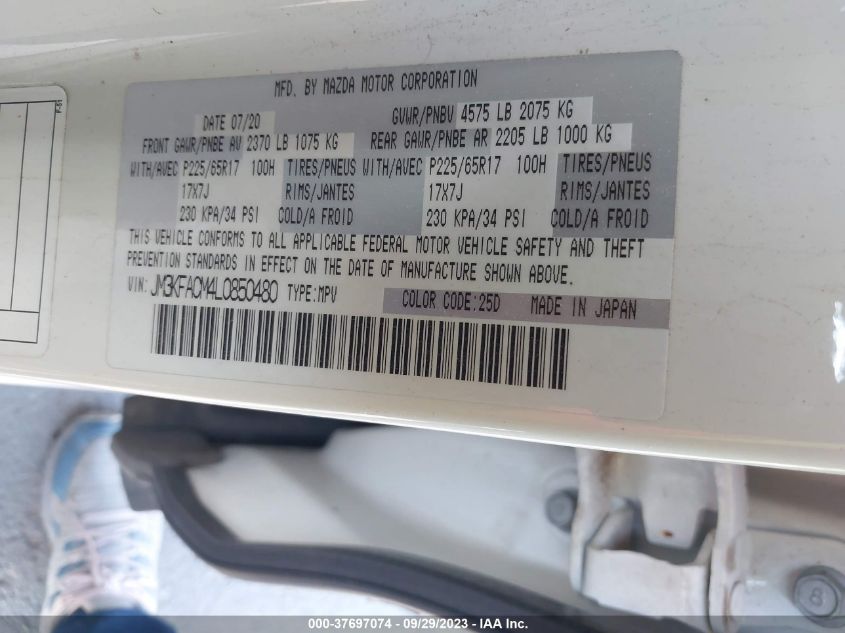 MFD. BY MAZDA MOTOR CORPORATION
DATE 07/20 GVWR/PNBV 4575 LB 2075 KG
FRONT GAWR/PNBE AV 2370 LB 1075 KG REAR GAWR/PNBE AR 2205 LB 1000 KG
WITH/AVEC P225/65R17 100H TIRES/PNEUS WITH/AVEC P225/65R17 100H TIRES/PNEUS
17X7J RIMS/JANTES 17X7J RIMS/JANTES
230 KPA/34 PSI COLD/A FROID 230 KPA/34 PSI COLD/A FROID
THIS VEHICLE CONFORMS TO ALL APPLICABLE FEDERAL MOTOR VEHICLE SAFETY AND THEFT
PREVENTION STANDARDS IN EFFECT ON THE DATE OF MANUFACTURE SHOWN ABOVE.
VIN: JM3KFACM4L0850480 TYPE:MPV COLOR CODE:25D MADE IN JAPAN
8
000-37697074 - 09/29/2023 - IAA Inc.